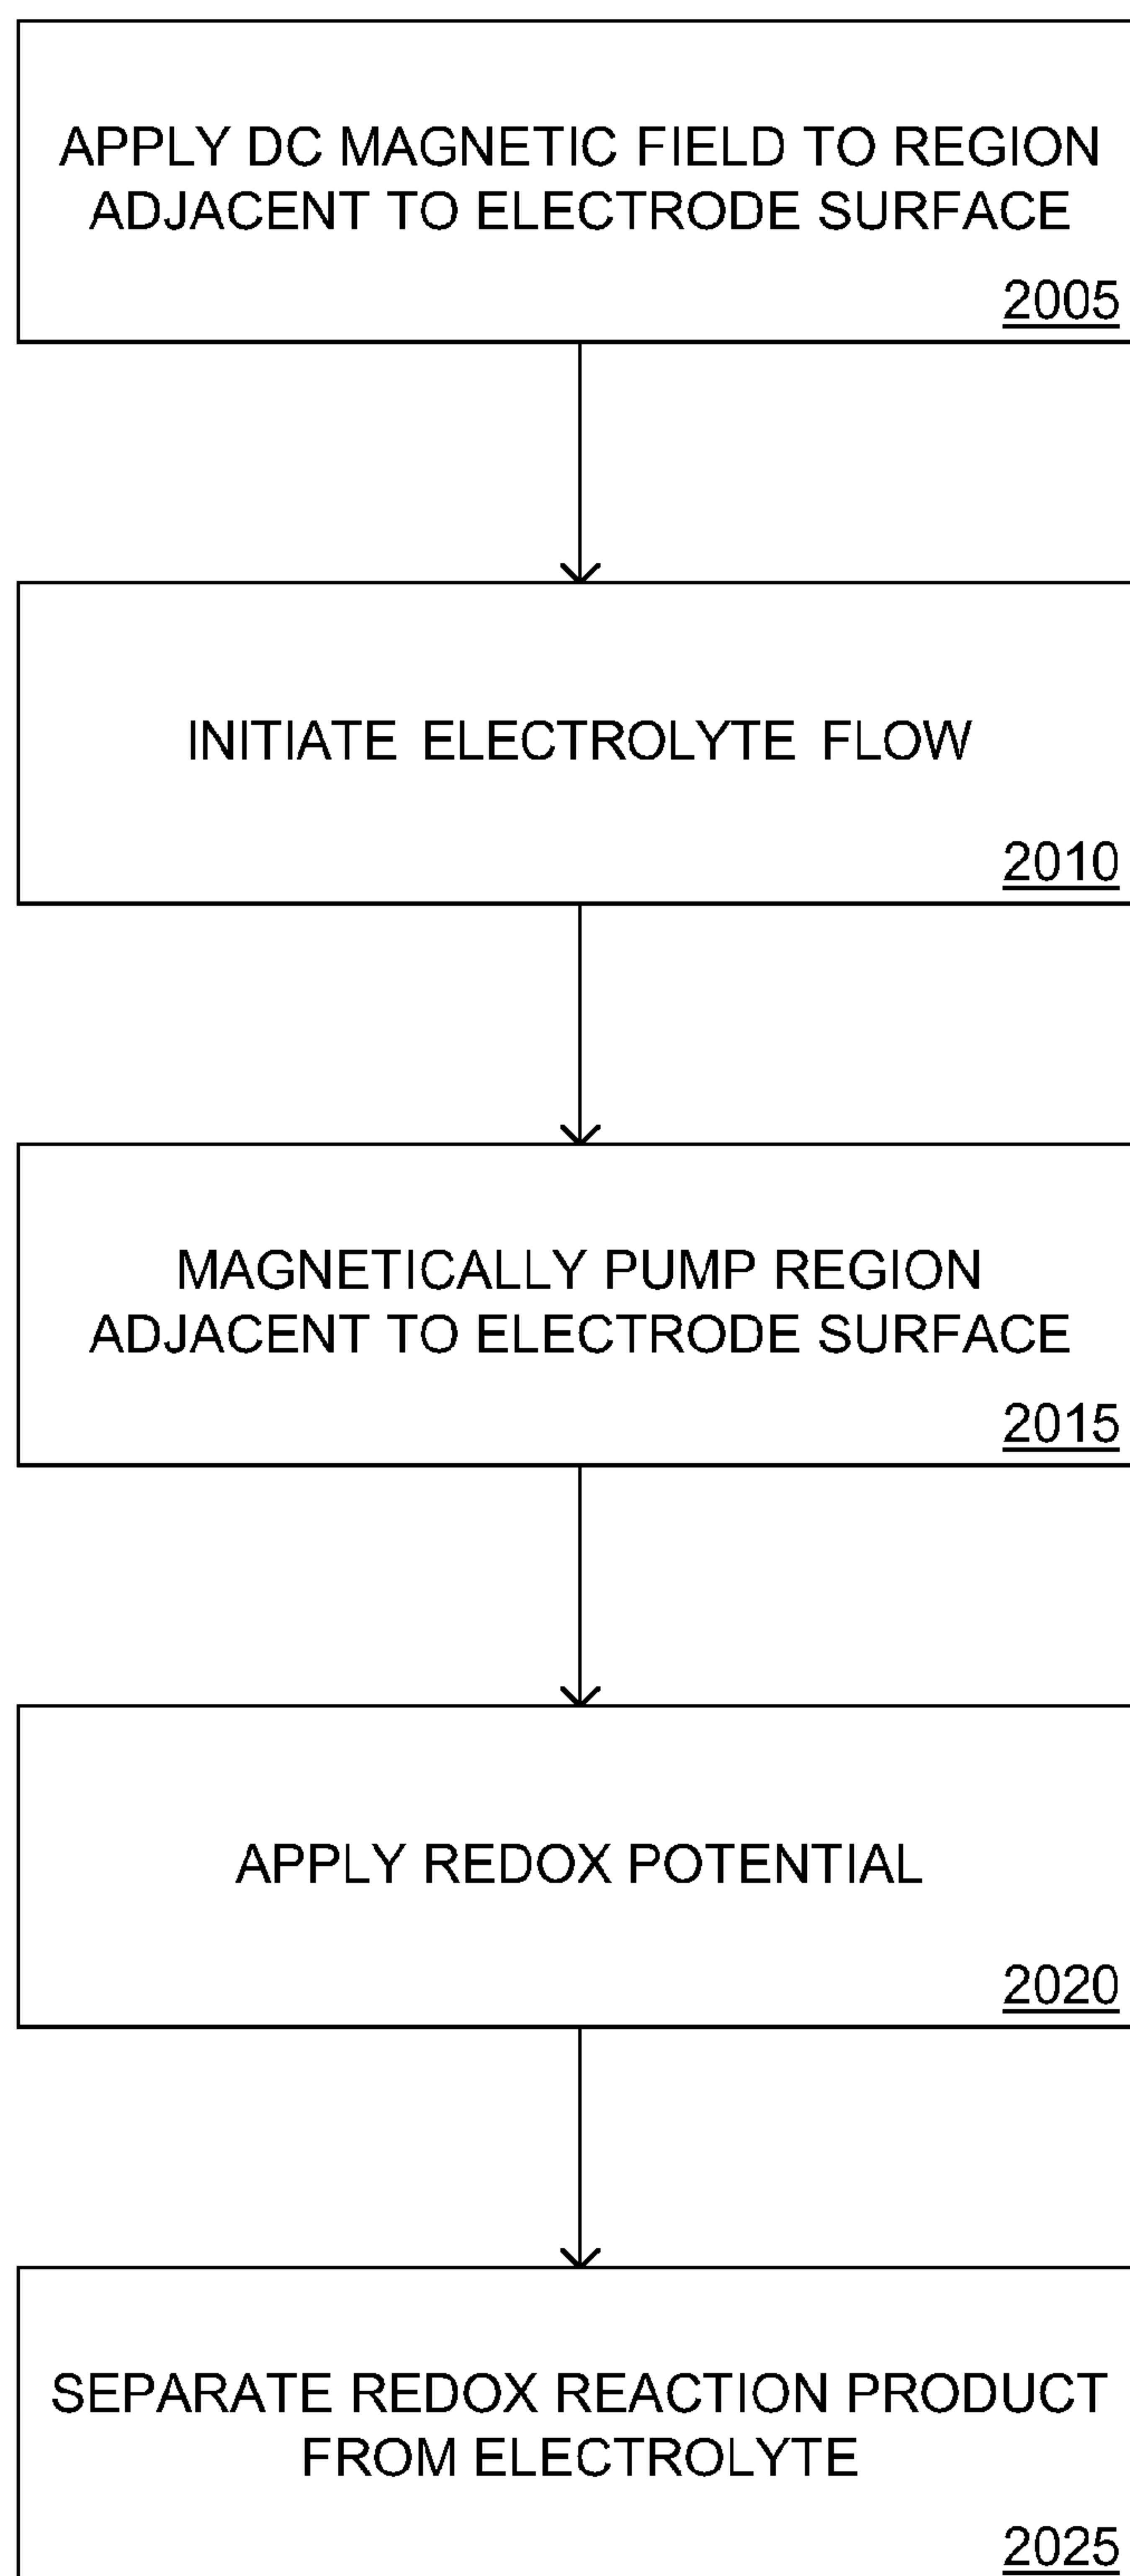 APPLY DC MAGNETIC FIELD TO REGION
ADJACENT TO ELECTRODE SURFACE
2005
INITIATE ELECTROLYTE FLOW
2010
MAGNETICALLY PUMP REGION
ADJACENT TO ELECTRODE SURFACE
2015
APPLY REDOX POTENTIAL
2020
SEPARATE REDOX REACTION PRODUCT
FROM ELECTROLYTE
2025